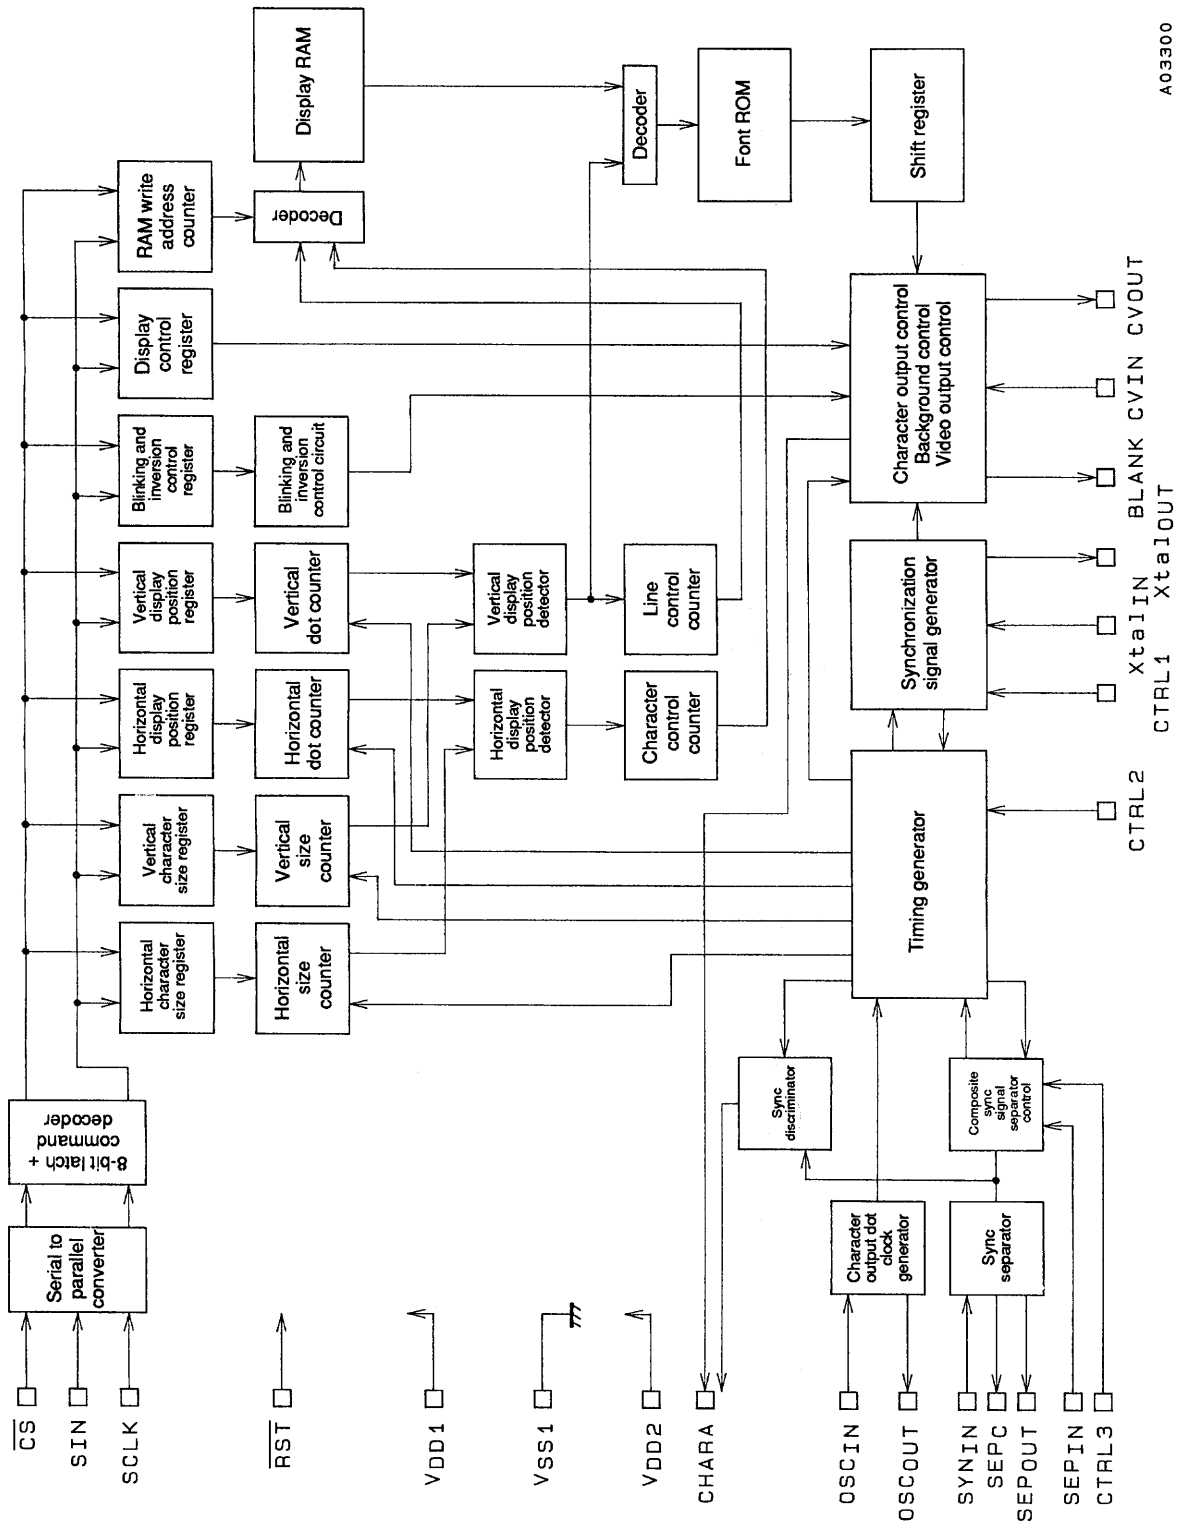 CS
SIN
SCLK
RST
VDD1
VSS1
VDD2
CHARA
OSCIN
OSCOUT
SYNIN
SEPC
SEPOUT
SEPIN
CTRL3
Serial to
parallel
converter
8-bit latch +
command
decoder
Horizontal
character
size register
Vertical
character
size register
Horizontal
display
position
register
Vertical
display
position
register
Blinking and
inversion
control
register
Display
control
register
RAM write
address
counter
Horizontal
size
counter
Vertical
size
counter
Horizontal
dot counter
Vertical
dot counter
Blinking and
inversion
control circuit
Decoder
Display RAM
Horizontal
display
position
detector
Vertical
display
position
detector
Character
control
counter
Line
control
counter
Decoder
Font ROM
Shift register
Sync
discriminator
Character
output dot
clock
generator
Sync
separator
Composite
sync
signal
separator
control
Timing generator
Synchronization
signal generator
Character output control
Background control
Video output control
CTRL2
CTRL1
XtalIN
XtalOUT
BLANK
CVIN
CVOUT
A03300